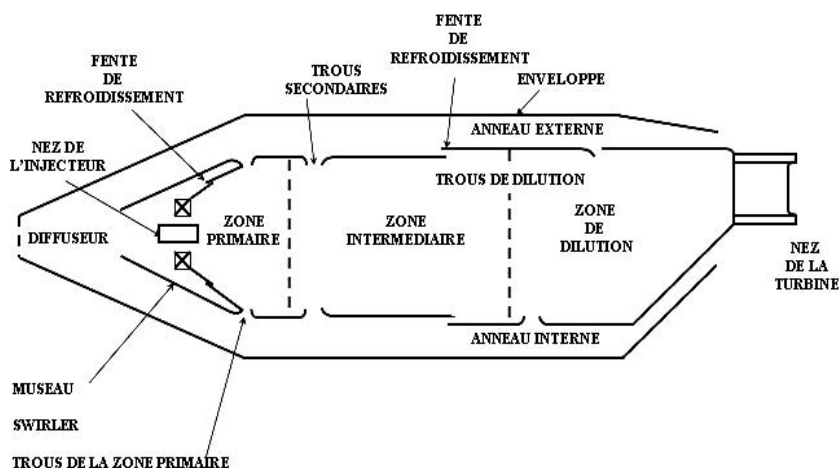 FENTE
DE
REFROIDISSEMENT
TROUS
SECONDAIRES
FENTE
DE
REFROIDISSEMENT
ENVELOPPE
ANNEAU EXTERNE
NEZ DE
L'INJECTEUR
TROUS DE DILUTION
DIFFUSEUR
ZONE
PRIMAIRE
ZONE
INTERMEDIAIRE
ZONE
DE
DILUTION
NEZ
DE LA
TURBINE
ANNEAU INTERNE
MUSEAU
SWIRLER
TROUS DE LA ZONE PRIMAIRE